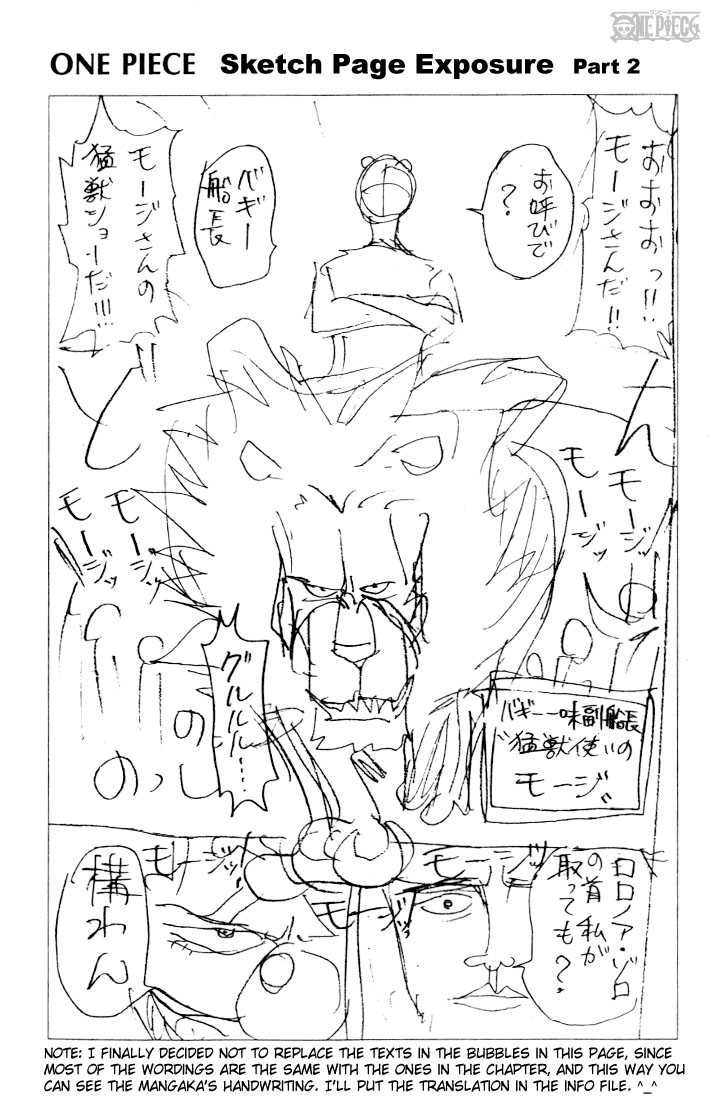 ONE PIECE
ONE PIECE Sketch Page Exposure Part 2
おおおっ!!
モージさんだ!!
お呼びで
?
バギー
船長
モージさんの
猛獣ショーだ!!!
どーん
!!
モージッ
モージッ
モージッ
モージッ
グルルル…
のっし
の
バギー一味副船長
"猛獣使い"の
モージ
ロロノア・ゾロ
の首 私が
取っても?
モージッ
モージッ!
モージッ
構わん
NOTE: I FINALLY DECIDED NOT TO REPLACE THE TEXTS IN THE BUBBLES IN THIS PAGE, SINCE
MOST OF THE WORDINGS ARE THE SAME WITH THE ONES IN THE CHAPTER, AND THIS WAY YOU
CAN SEE THE MANGAKA'S HANDWRITING. I'LL PUT THE TRANSLATION IN THE INFO FILE. ^_^